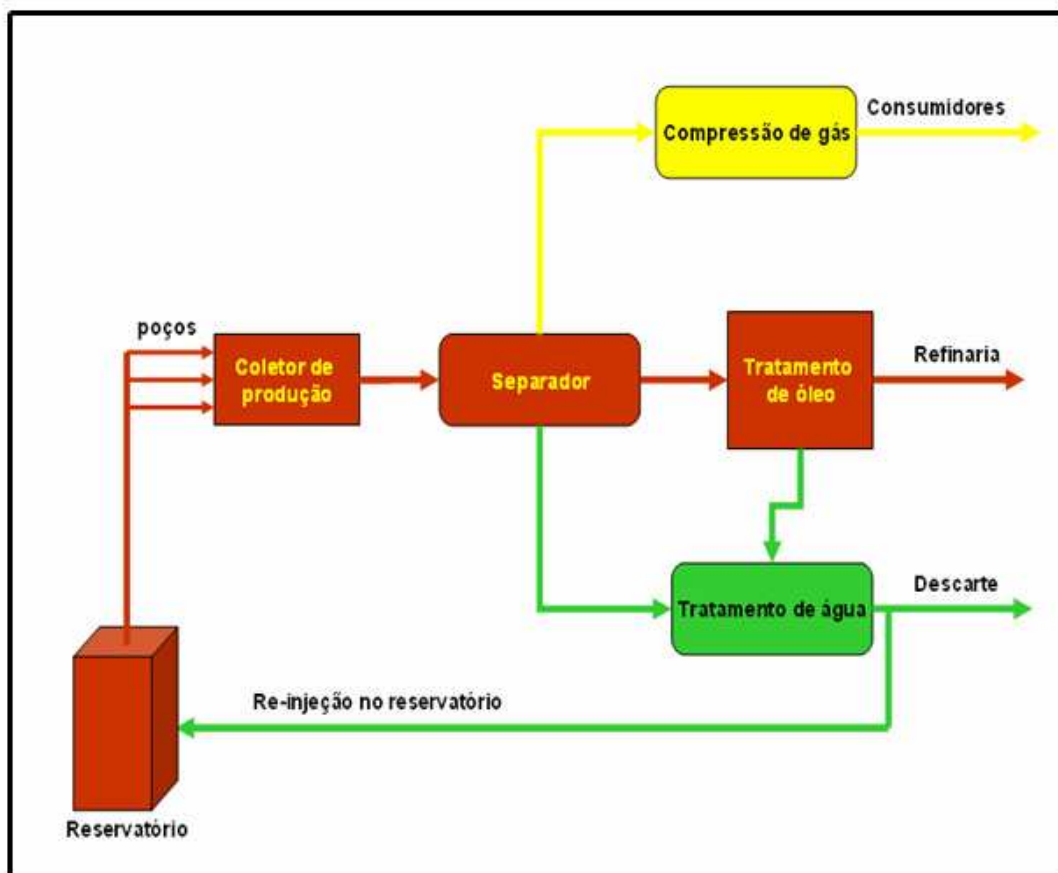 Consumidores
Compressão de gás
poços
Coletor de
produção
Separador
Tratamento
de óleo
Refinaria
Tratamento de água
Descarte
Re-injeção no reservatório
Reservatório